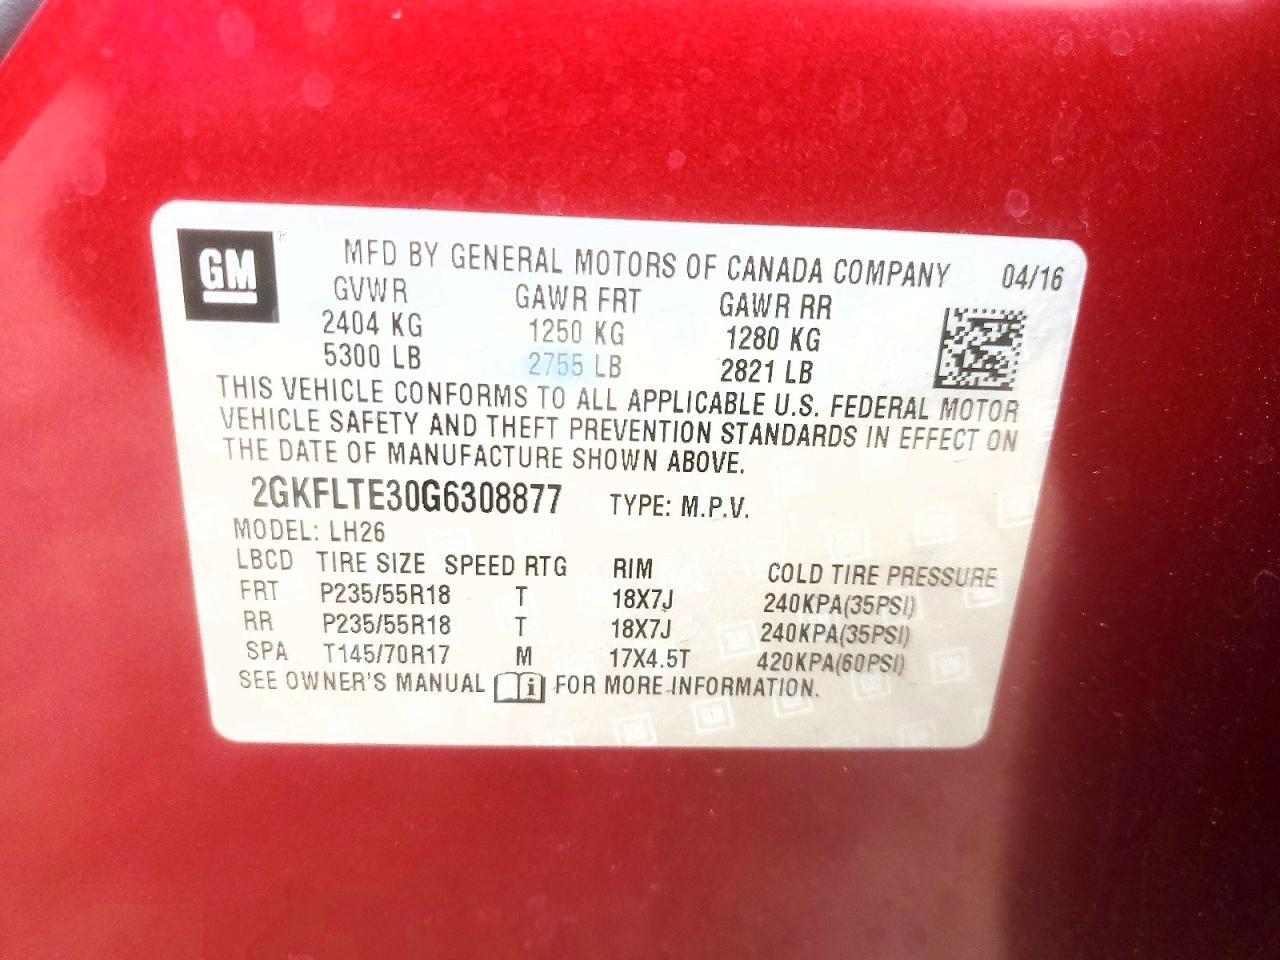 GM
MFD BY GENERAL MOTORS OF CANADA COMPANY 04/16
GVWR GAWR FRT GAWR RR
2404 KG 1250 KG 1280 KG
5300 LB 2755 LB 2821 LB
THIS VEHICLE CONFORMS TO ALL APPLICABLE U.S. FEDERAL MOTOR
VEHICLE SAFETY AND THEFT PREVENTION STANDARDS IN EFFECT ON
THE DATE OF MANUFACTURE SHOWN ABOVE.
2GKFLTE30G6308877 TYPE: M.P.V.
MODEL: LH26
LBCD TIRE SIZE SPEED RTG RIM COLD TIRE PRESSURE
FRT P235/55R18 T 18X7J 240KPA(35PSI)
RR P235/55R18 T 18X7J 240KPA(35PSI)
SPA T145/70R17 M 17X4.5T 420KPA(60PSI)
SEE OWNER'S MANUAL i FOR MORE INFORMATION.